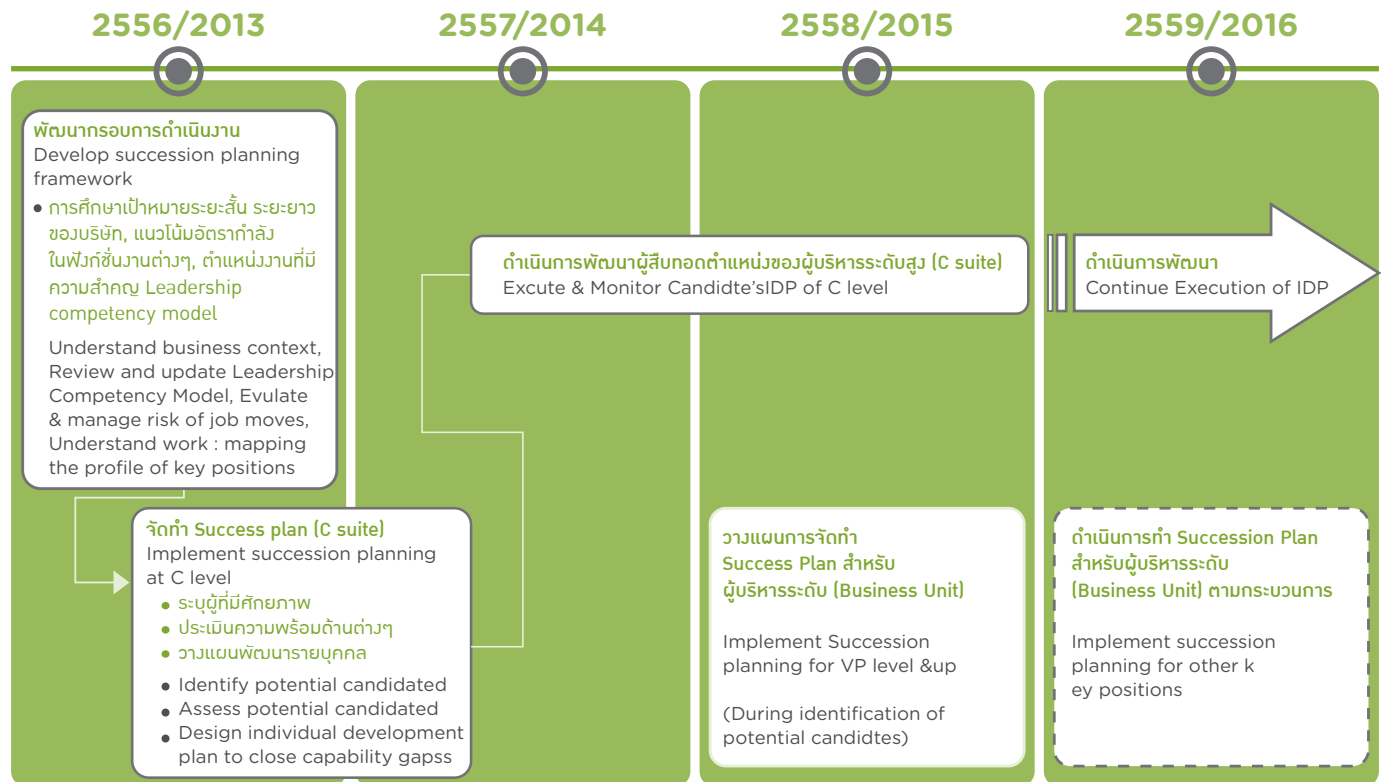 2556/2013
2557/2014
2558/2015
2559/2016
พัฒนากรอบการดำเนินงาน
Develop succession planning
framework
• การศึกษาเป้าหมายระยะสั้น ระยะยาว
ของบริษัท, แนวโน้มอัตรากำลัง
ในฟังก์ชั่นงานต่างๆ, ตำแหน่งงานที่มี
ความสำคญ Leadership
competency model
Understand business context,
Review and update Leadership
Competency Model, Evulate
& manage risk of job moves,
Understand work : mapping
the profile of key positions
จัดทำ Success plan (C suite)
Implement succession planning
at C level
• ระบุผู้ที่มีศักยภาพ
• ประเมินความพร้อมด้านต่างๆ
• วางแผนพัฒนารายบุคคล
• Identify potential candidated
• Assess potential candidated
• Design individual development
plan to close capability gapss
ดำเนินการพัฒนาผู้สืบทอดตำแหน่งของผู้บริหารระดับสูง (C suite)
Excute & Monitor Candidte'sIDP of C level
ดำเนินการพัฒนา
Continue Execution of IDP
วางแผนการจัดทำ
Success Plan สำหรับ
ผู้บริหารระดับ (Business Unit)
Implement Succession
planning for VP level &up
(During identification of
potential candidtes)
ดำเนินการทำ Succession Plan
สำหรับผู้บริหารระดับ
(Business Unit) ตามกระบวนการ
Implement succession
planning for other k
ey positions